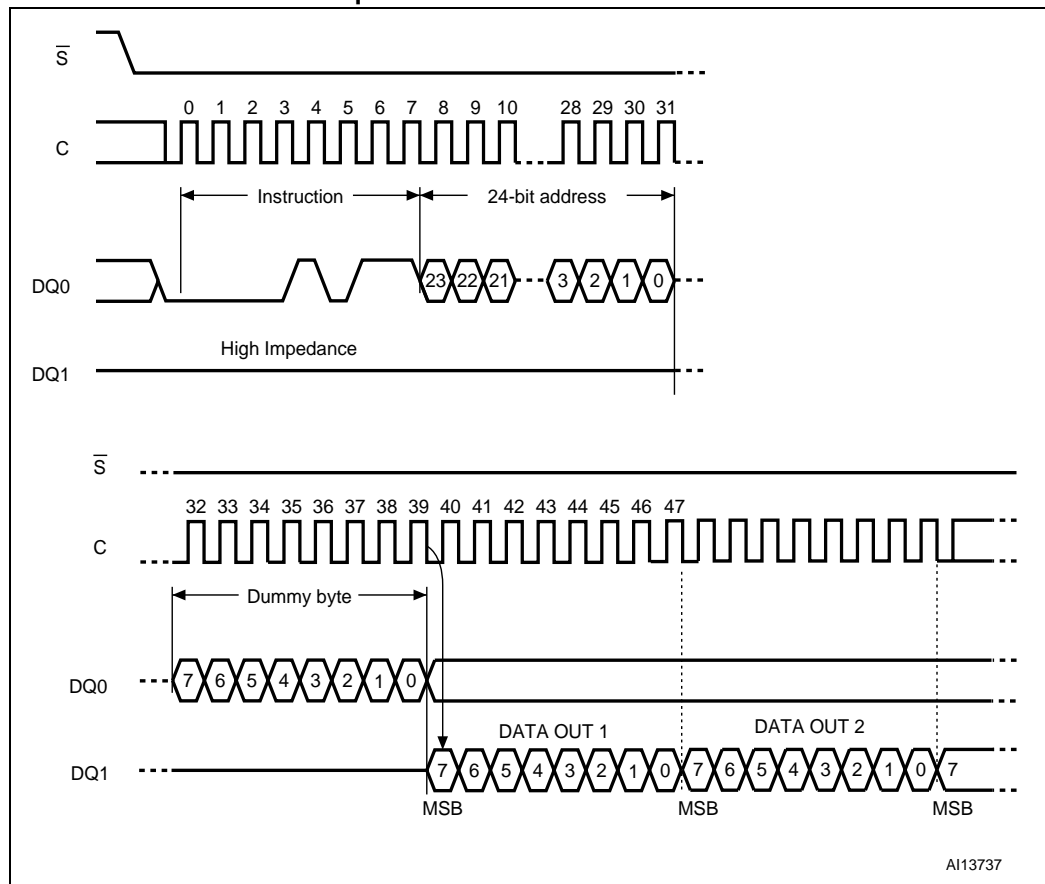 S
0 1 2 3 4 5 6 7 8 9 10 28 29 30 31
C
Instruction 24-bit address
DQ0 23 22 21 3 2 1 0
High Impedance
DQ1
S
32 33 34 35 36 37 38 39 40 41 42 43 44 45 46 47
C
Dummy byte
DQ0 7 6 5 4 3 2 1 0
DATA OUT 1 DATA OUT 2
DQ1 7 6 5 4 3 2 1 0 7 6 5 4 3 2 1 0 7
MSB MSB MSB
AI13737